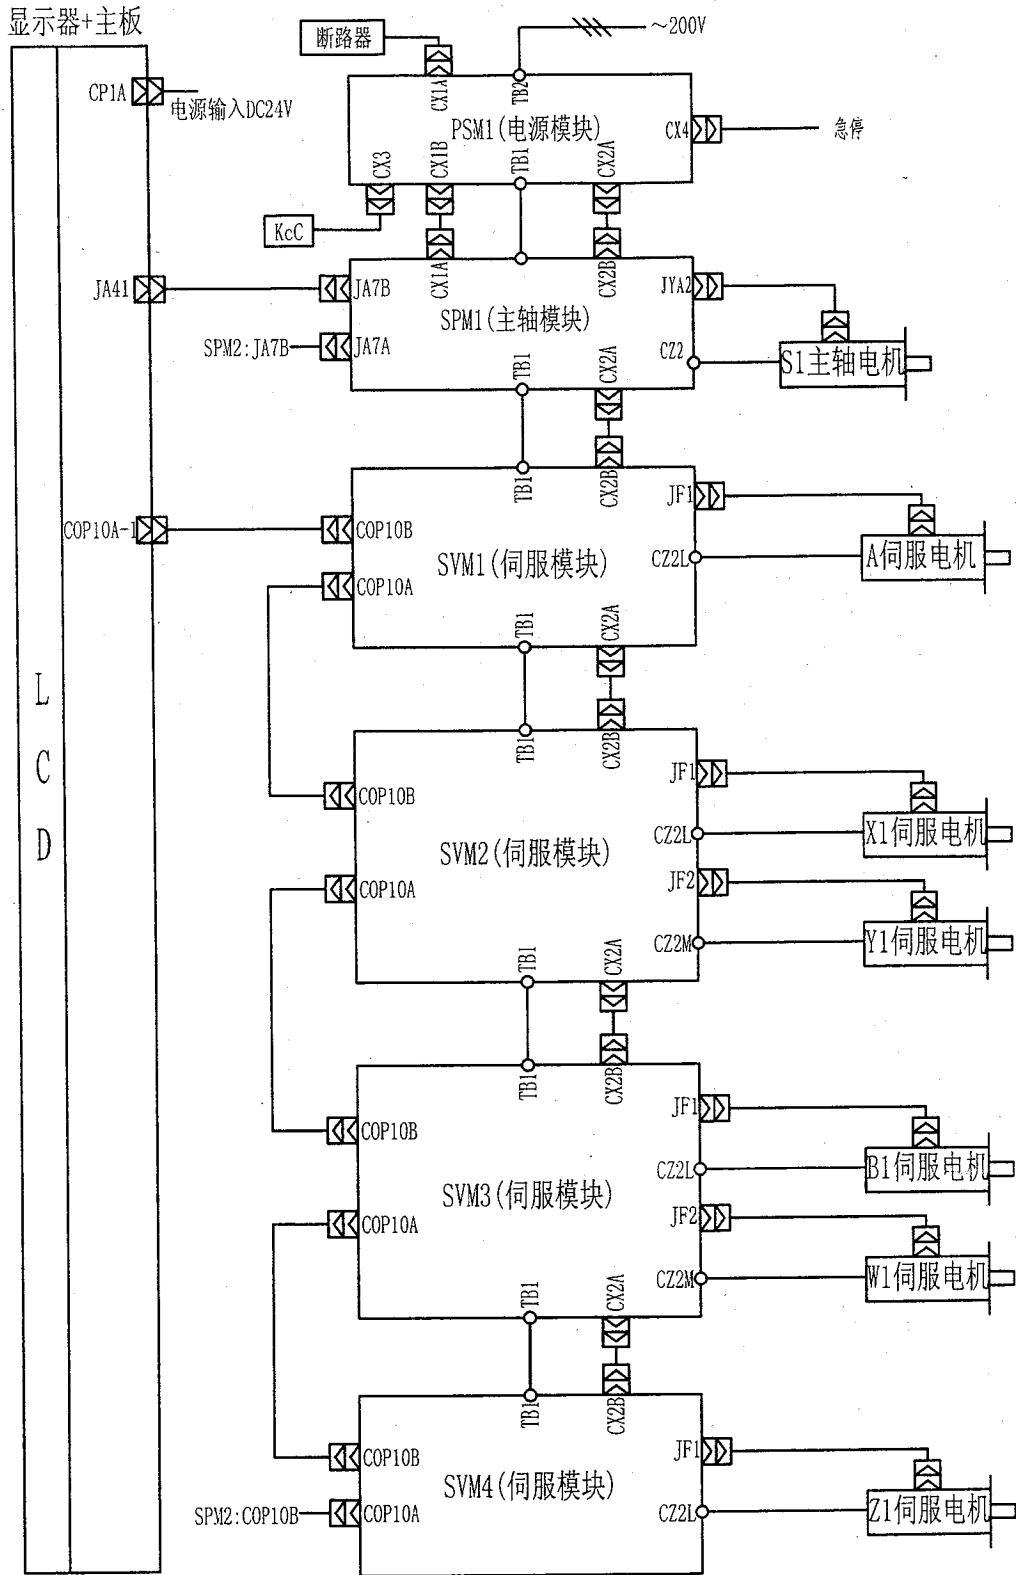 显示器+主板
断路器
~200V
CP1A
电源输入DC24V
CX1A
TB2
PSM1(电源模块)
CX4
急停
CX3
CX1B
TB1
CX2A
KcC
CX1A
CX2B
JA41
JA7B
JYA2
SPM1(主轴模块)
SPM2:JA7B
JA7A
CZ2
S1主轴电机
TB1
CX2A
TB1
CX2B
JF1
COP10A-1
COP10B
A伺服电机
SVM1(伺服模块)
CZ2L
COP10A
TB1
CX2A
L
C
D
TB1
CX2B
JF1
COP10B
X1伺服电机
CZ2L
SVM2(伺服模块)
JF2
COP10A
Y1伺服电机
CZ2M
TB1
CX2A
TB1
CX2B
JF1
COP10B
B1伺服电机
CZ2L
SVM3(伺服模块)
JF2
COP10A
W1伺服电机
CZ2M
TB1
CX2A
TB1
CX2B
JF1
COP10B
SVM4(伺服模块)
Z1伺服电机
SPM2:COP10B
COP10A
CZ2L